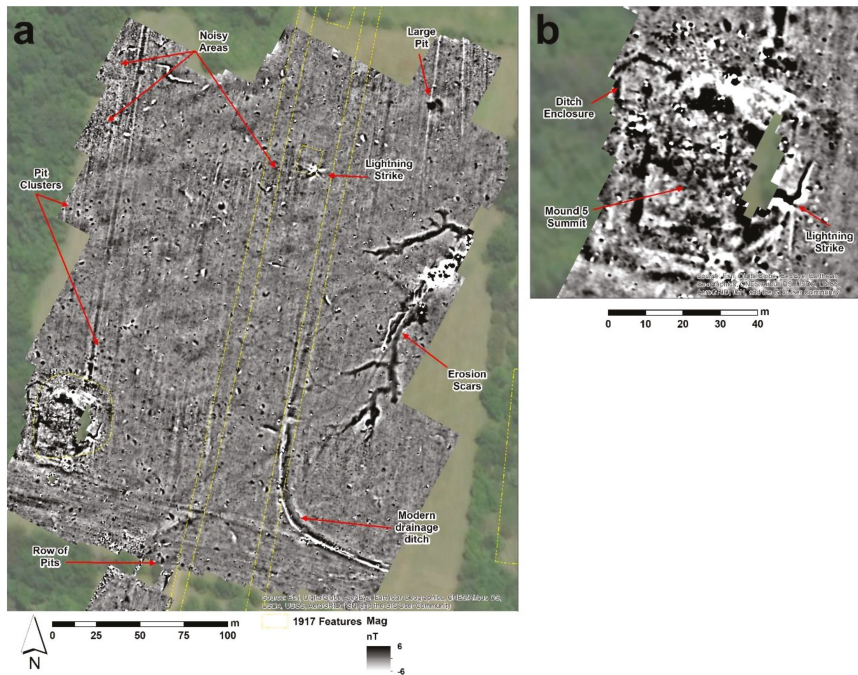 a
Noisy
Areas
Large
Pit
Pit
Clusters
Lightning
Strike
Erosion
Scars
Modern
drainage
ditch
Row of
Pits
N
0 25 50 75 100 m
1917 Features
Mag
nT
6
-6
b
Ditch
Enclosure
Mound 5
Summit
Lightning
Strike
0 10 20 30 40 m